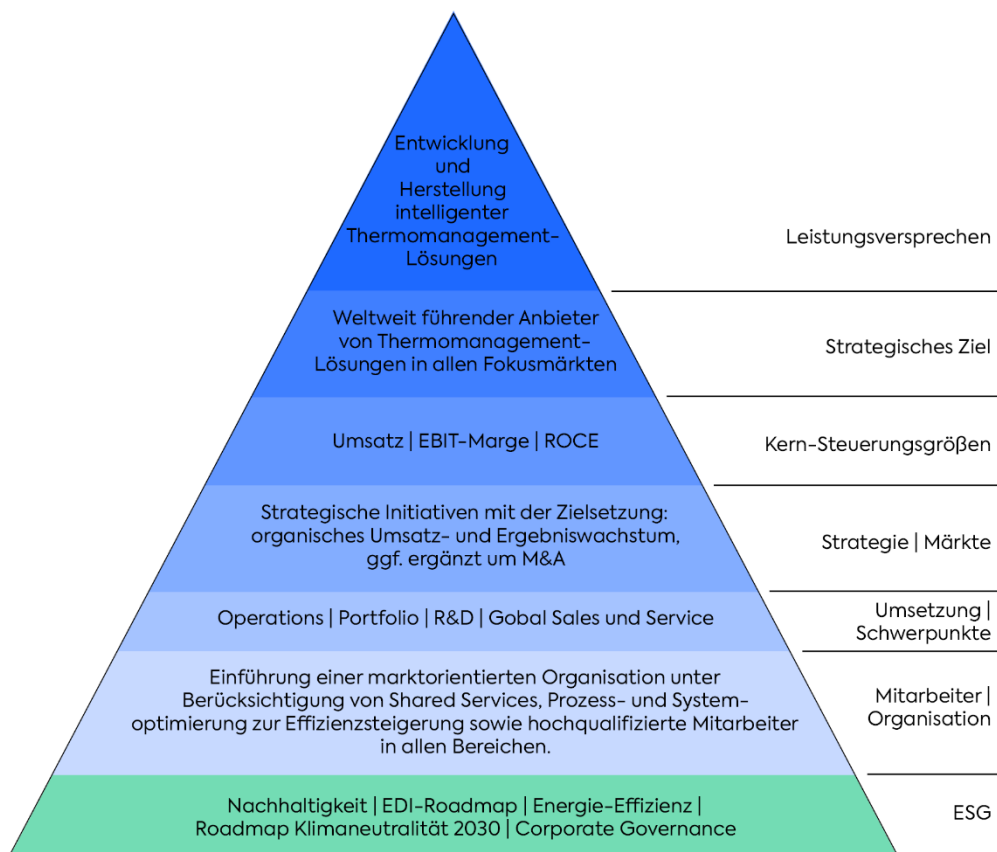 Entwicklung
und
Herstellung
intelligenter
Thermomanagement-
Lösungen
Leistungsversprechen
Weltweit führender Anbieter
von Thermomanagement-
Lösungen in allen Fokusmärkten
Strategisches Ziel
Umsatz | EBIT-Marge | ROCE
Kern-Steuerungsgrößen
Strategische Initiativen mit der Zielsetzung:
organisches Umsatz- und Ergebniswachstum,
ggf. ergänzt um M&A
Strategie | Märkte
Operations | Portfolio | R&D | Gobal Sales und Service
Umsetzung |
Schwerpunkte
Einführung einer marktorientierten Organisation unter
Berücksichtigung von Shared Services, Prozess- und System-
optimierung zur Effizienzsteigerung sowie hochqualifizierte Mitarbeiter
in allen Bereichen.
Mitarbeiter |
Organisation
Nachhaltigkeit | EDI-Roadmap | Energie-Effizienz |
Roadmap Klimaneutralität 2030 | Corporate Governance
ESG